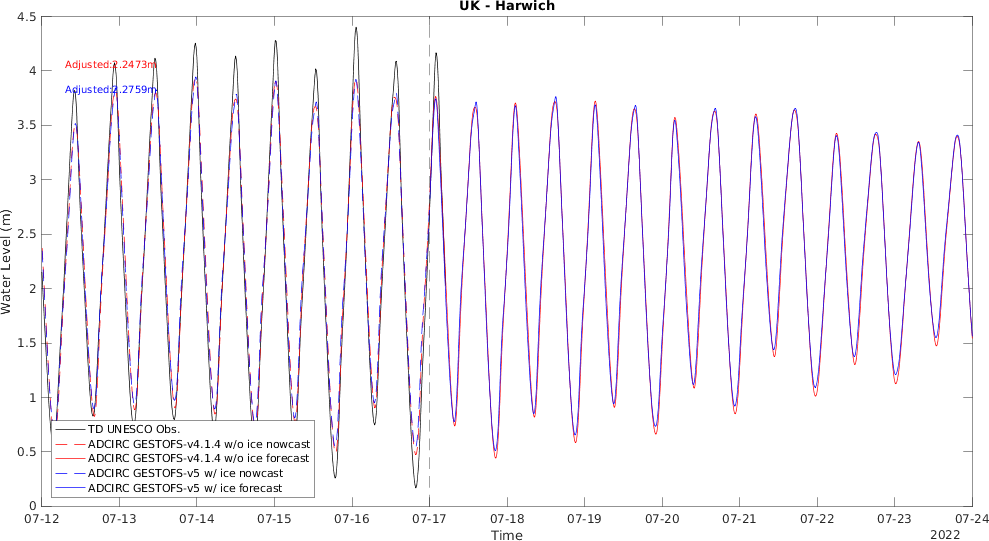 UK - Harwich
4.5
4
3.5
3
2.5
2
1.5
1
0.5
0
Water Level (m)
Adjusted:2.2473m
Adjusted:2.2759m
TD UNESCO Obs.
ADCIRC GESTOFS-v4.1.4 w/o ice nowcast
ADCIRC GESTOFS-v4.1.4 w/o ice forecast
ADCIRC GESTOFS-v5 w/ ice nowcast
ADCIRC GESTOFS-v5 w/ ice forecast
07-12 07-13 07-14 07-15 07-16 07-17 07-18 07-19 07-20 07-21 07-22 07-23 07-24
Time
2022